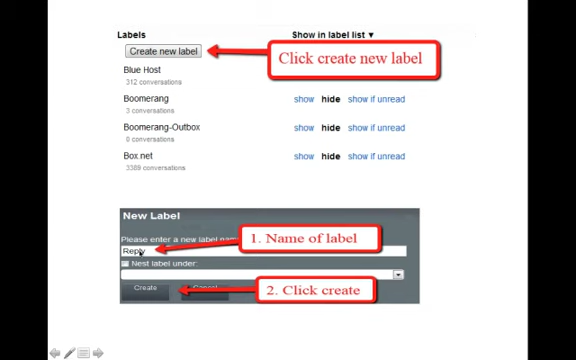 Labels Show in label list ▼
Create new label
Click create new label
Blue Host
312 conversations
Boomerang show hide show if unread
3 conversations
Boomerang-Outbox show hide show if unread
0 conversations
Box.net show hide show if unread
3389 conversations
New Label
Please enter a new label name
1. Name of label
Reply
Nest label under:
Create Cancel
2. Click create